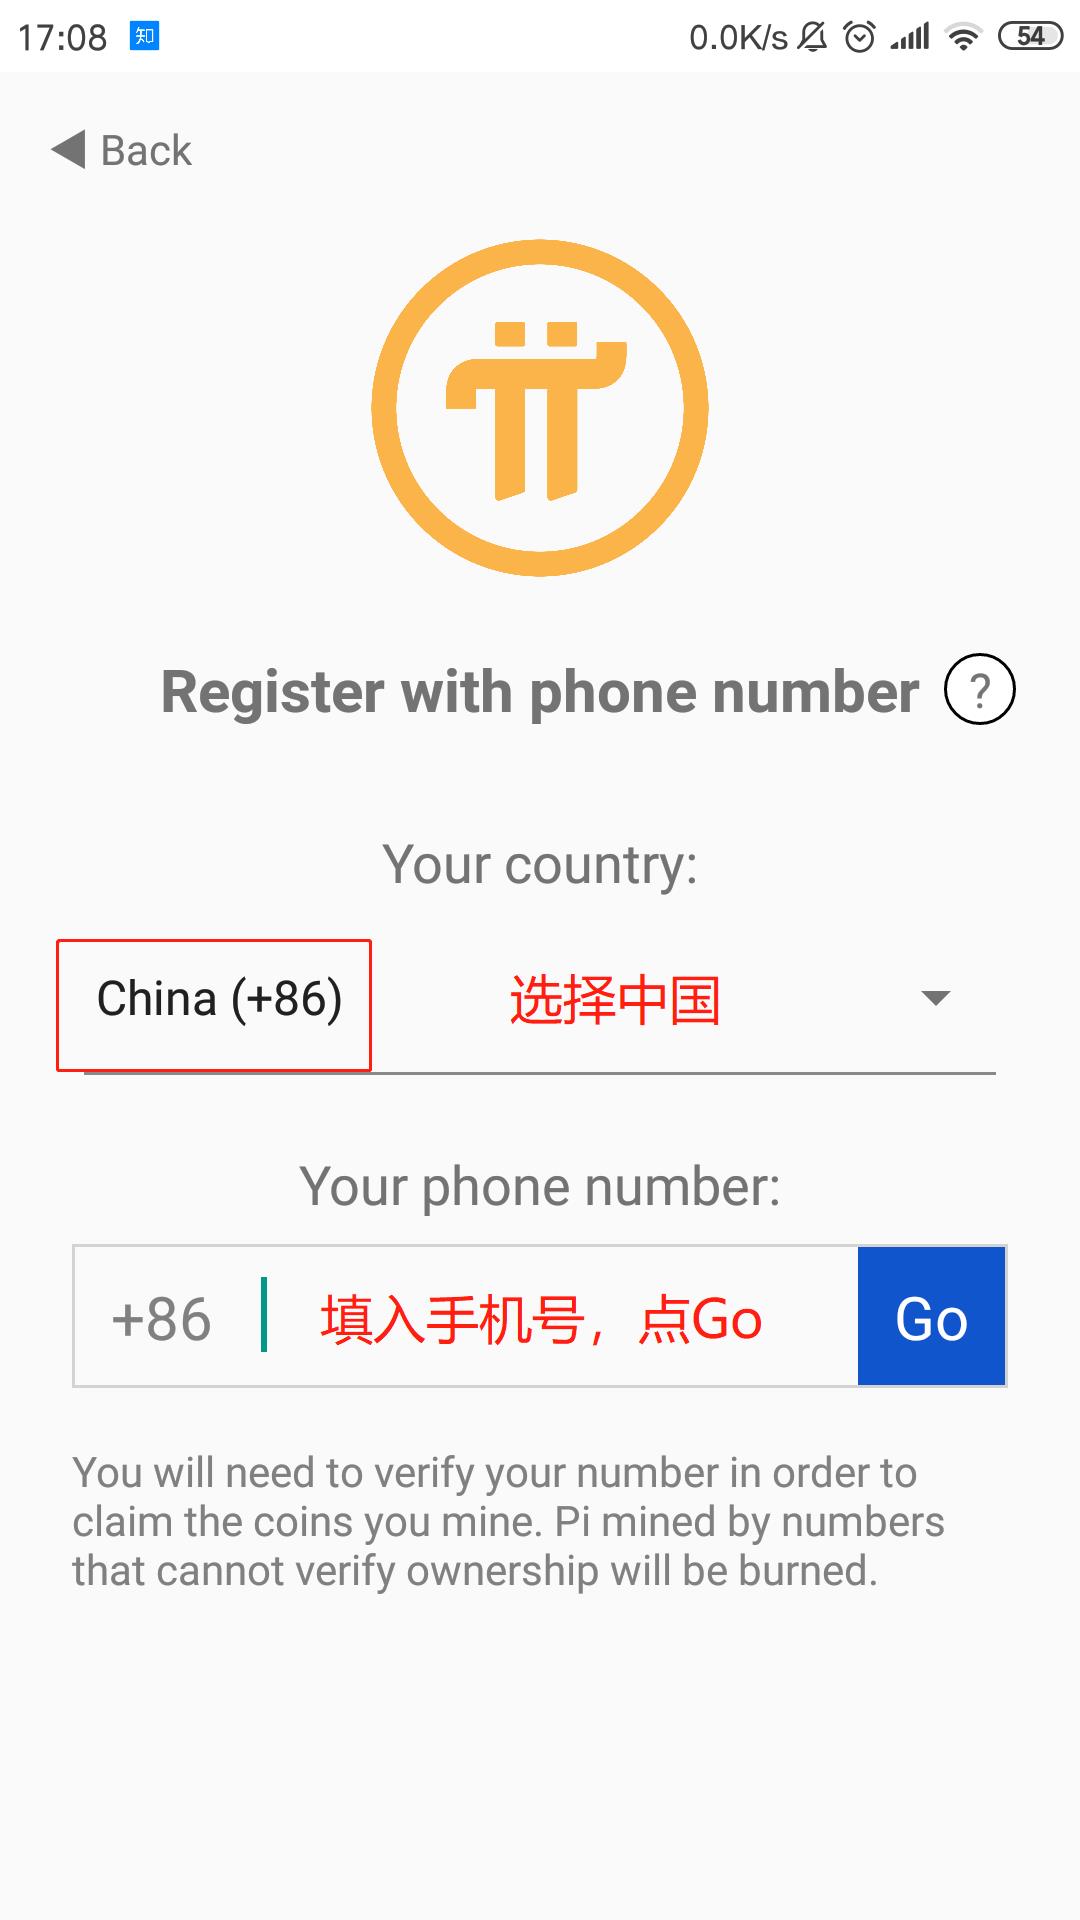 17:08 知 0.0K/s 54
Back
Register with phone number ?
Your country:
China (+86) 选择中国
Your phone number:
+86 填入手机号，点Go Go
You will need to verify your number in order to
claim the coins you mine. Pi mined by numbers
that cannot verify ownership will be burned.